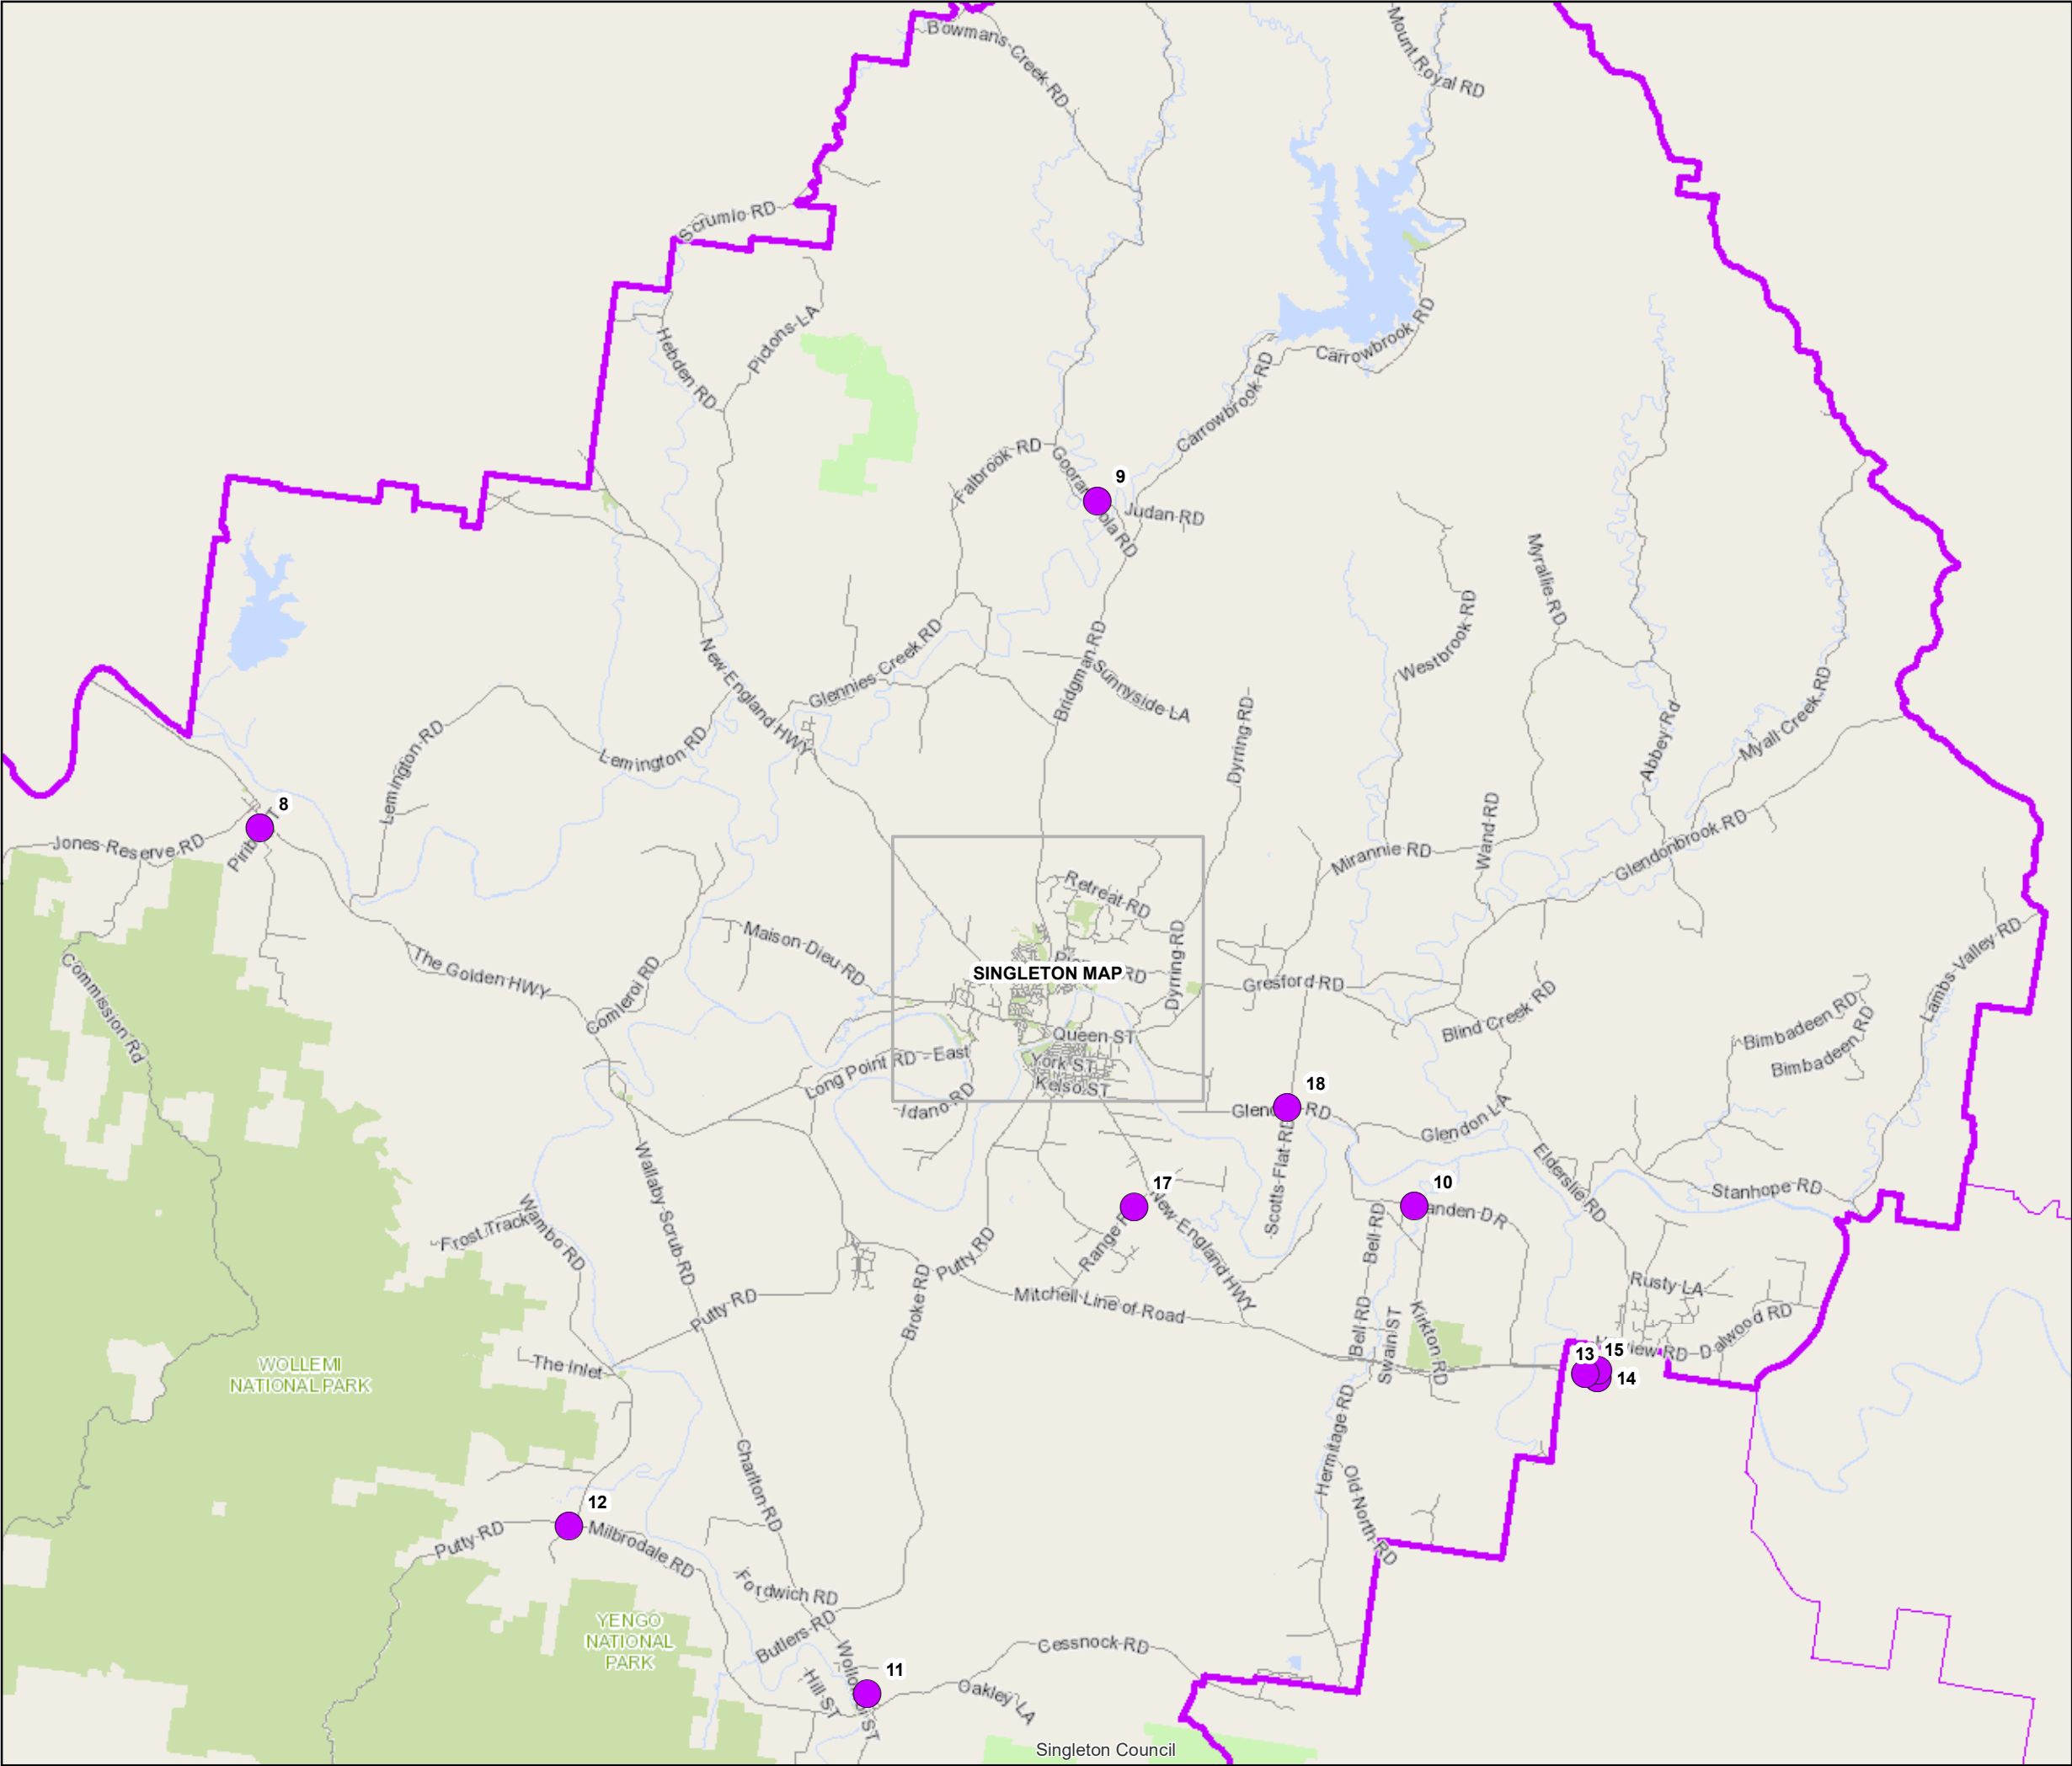 Bowmans Creek RD
Mount Royal RD
Scrumlo RD
Hebden RD
Pictons LA
Carrowbrook RD
Carrowbrook RD
Falbrook RD
9
Judan RD
Myrallie RD
Westbrook RD
New England HWY
Glennies Creek RD
Bridgman RD
Sunnyside LA
Dyrring RD
Lemington RD
Lemington RD
Abbey Rd
Myall Creek RD
8
Jones Reserve RD
Mirannie RD
Wand RD
Glendonbrook RD
Retreat RD
Maison Dieu RD
Dyrring RD
The Golden HWY
Comleroi RD
SINGLETON MAP
RD
Gresford RD
Lambs Valley RD
Commission Rd
Blind Creek RD
Bimbadeen RD
Bimbadeen RD
Queen ST
Long Point RD - East
York ST
Kelso ST
Idano RD
18
RD
Glendon LA
Scotts Flat RD
Elderslie RD
Stanhope RD
Wallaby Scrub RD
17
10
Frost Track
Wambo RD
Putty RD
Range
New England HWY
Bell RD
DR
Mitchell Line of Road
Putty RD
Broke RD
Rusty LA
Bell RD
Swain ST
Kirkton RD
Dalwood RD
RD
13
15
14
The Inlet
WOLLEMI
NATIONAL PARK
Hermitage RD
Old North RD
Charlton RD
12
Putty RD
Milbrodale RD
Fordwich RD
YENGO
NATIONAL
PARK
Butlers RD
Cessnock RD
11
Hill ST
ST
Oakley LA
Singleton Council